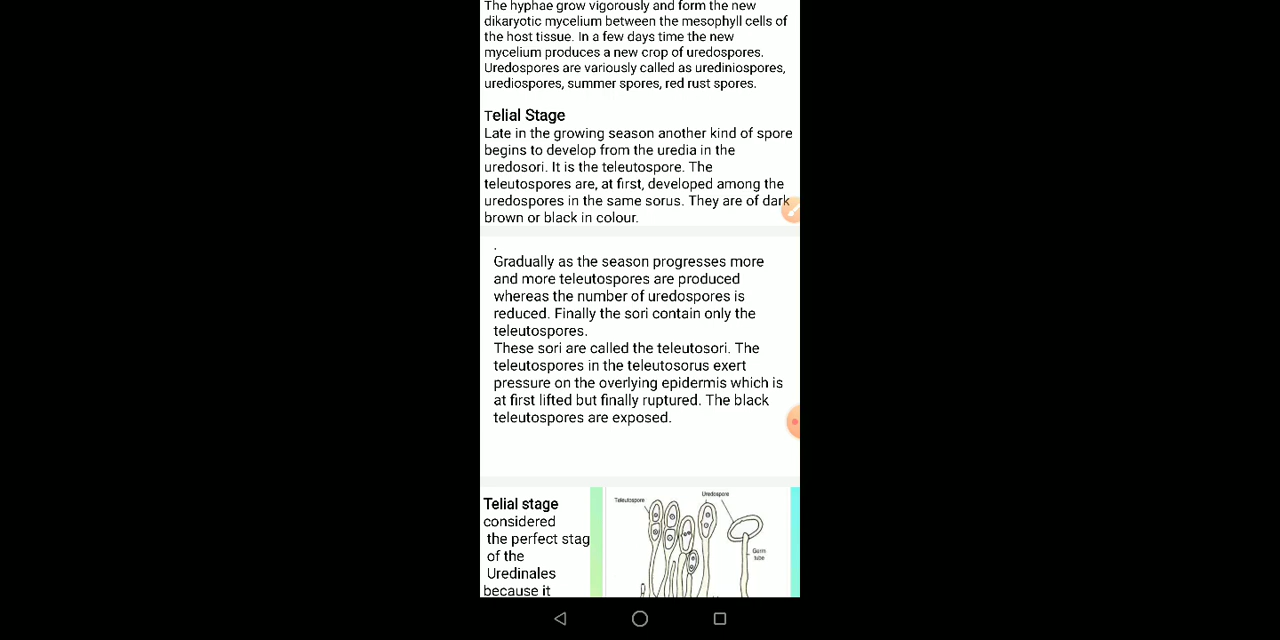 The hyphae grow vigorously and form the new
dikaryotic mycelium between the mesophyll cells of
the host tissue. In a few days time the new
mycelium produces a new crop of uredospores.
Uredospores are variously called as urediniospores,
urediospores, summer spores, red rust spores.
Telial Stage
Late in the growing season another kind of spore
begins to develop from the uredia in the
uredosori. It is the teleutospore. The
teleutospores are, at first, developed among the
uredospores in the same sorus. They are of dark
brown or black in colour.
.
Gradually as the season progresses more
and more teleutospores are produced
whereas the number of uredospores is
reduced. Finally the sori contain only the
teleutospores.
These sori are called the teleutosori. The
teleutospores in the teleutosorus exert
pressure on the overlying epidermis which is
at first lifted but finally ruptured. The black
teleutospores are exposed.
Telial stage
considered
the perfect stag
of the
Uredinales
because it
Teleutospore
Uredospore
Germ
tube